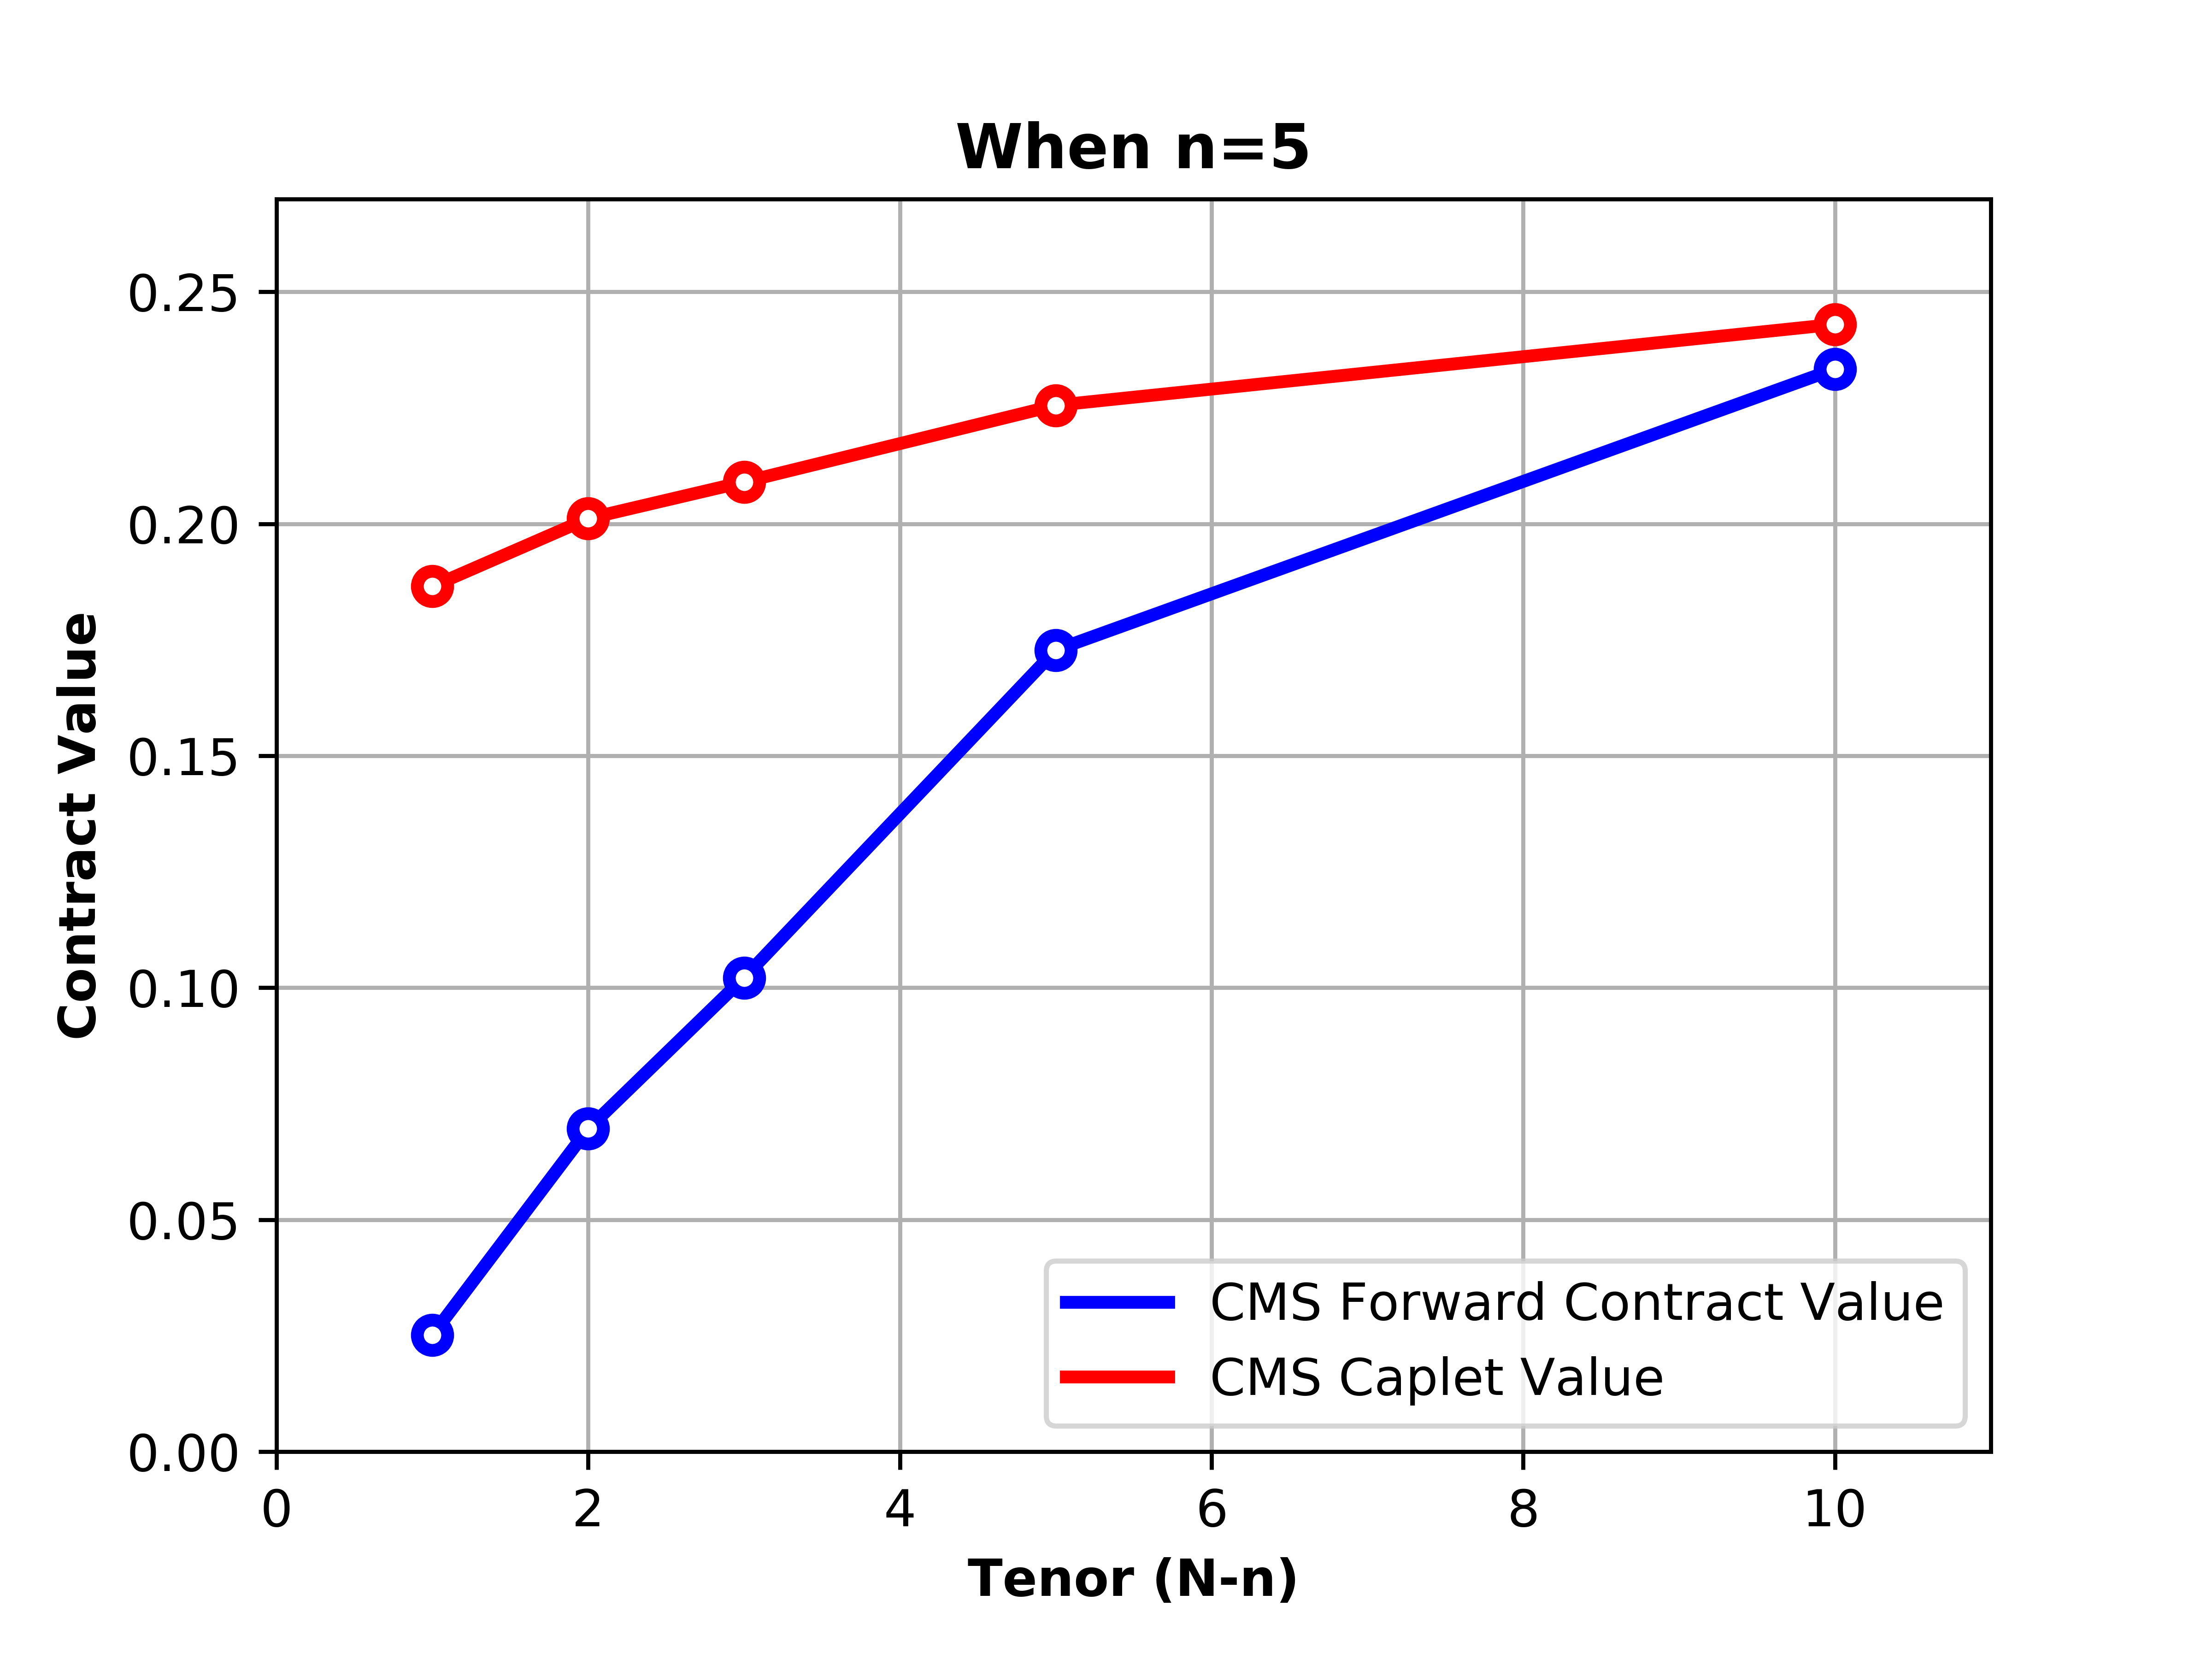 When n=5
0.25
0.20
0.15
0.10
0.05
0.00
Contract Value
CMS Forward Contract Value
CMS Caplet Value
0 2 4 6 8 10
Tenor (N-n)